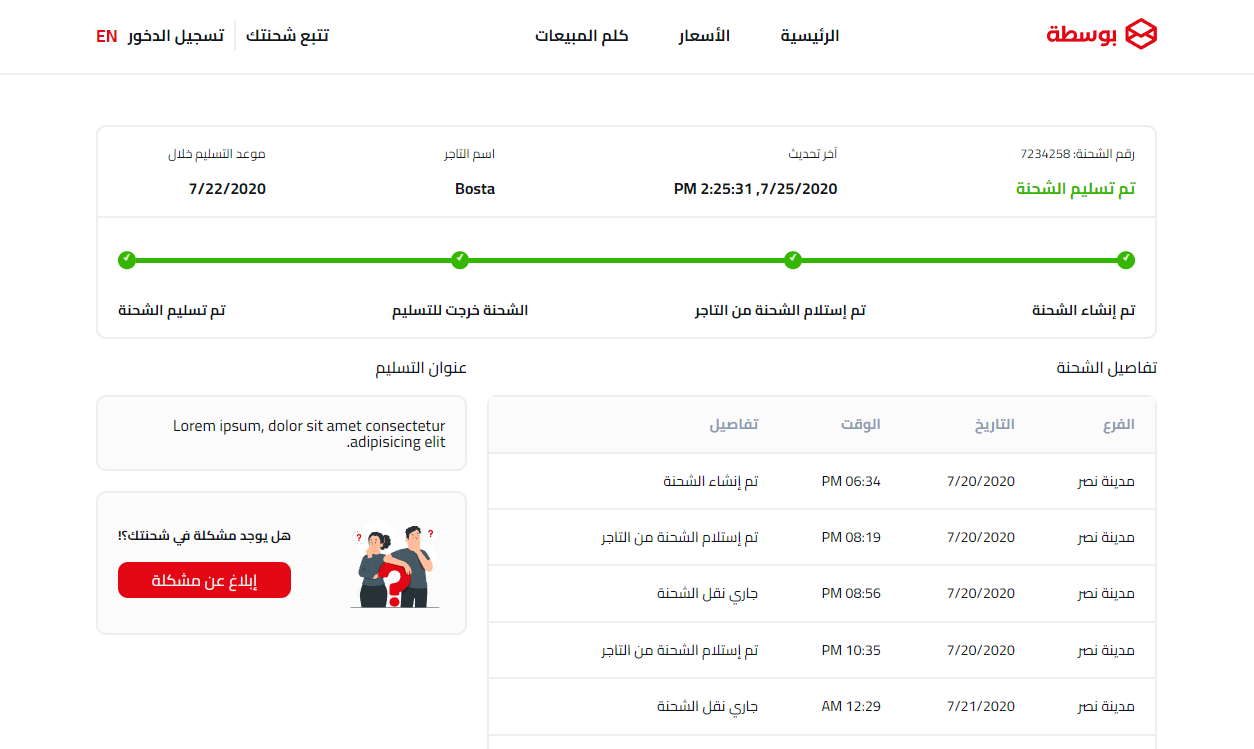 بوسطة
الرئيسية
الأسعار
كلم المبيعات
تتبع شحنتك
تسجيل الدخور
EN
رقم الشحنة: 7234258
تم تسليم الشحنة
آخر تحديث
7/25/2020, 2:25:31 PM
اسم التاجر
Bosta
موعد التسليم خلال
7/22/2020
تم إنشاء الشحنة
تم إستلام الشحنة من التاجر
الشحنة خرجت للتسليم
تم تسليم الشحنة
تفاصيل الشحنة
الفرع التاريخ الوقت تفاصيل
مدينة نصر 7/20/2020 06:34 PM تم إنشاء الشحنة
مدينة نصر 7/20/2020 08:19 PM تم إستلام الشحنة من التاجر
مدينة نصر 7/20/2020 08:56 PM جاري نقل الشحنة
مدينة نصر 7/20/2020 10:35 PM تم إستلام الشحنة من التاجر
مدينة نصر 7/21/2020 12:29 AM جاري نقل الشحنة
عنوان التسليم
Lorem ipsum, dolor sit amet consectetur
adipisicing elit.
هل يوجد مشكلة في شحنتك؟!
إبلاغ عن مشكلة